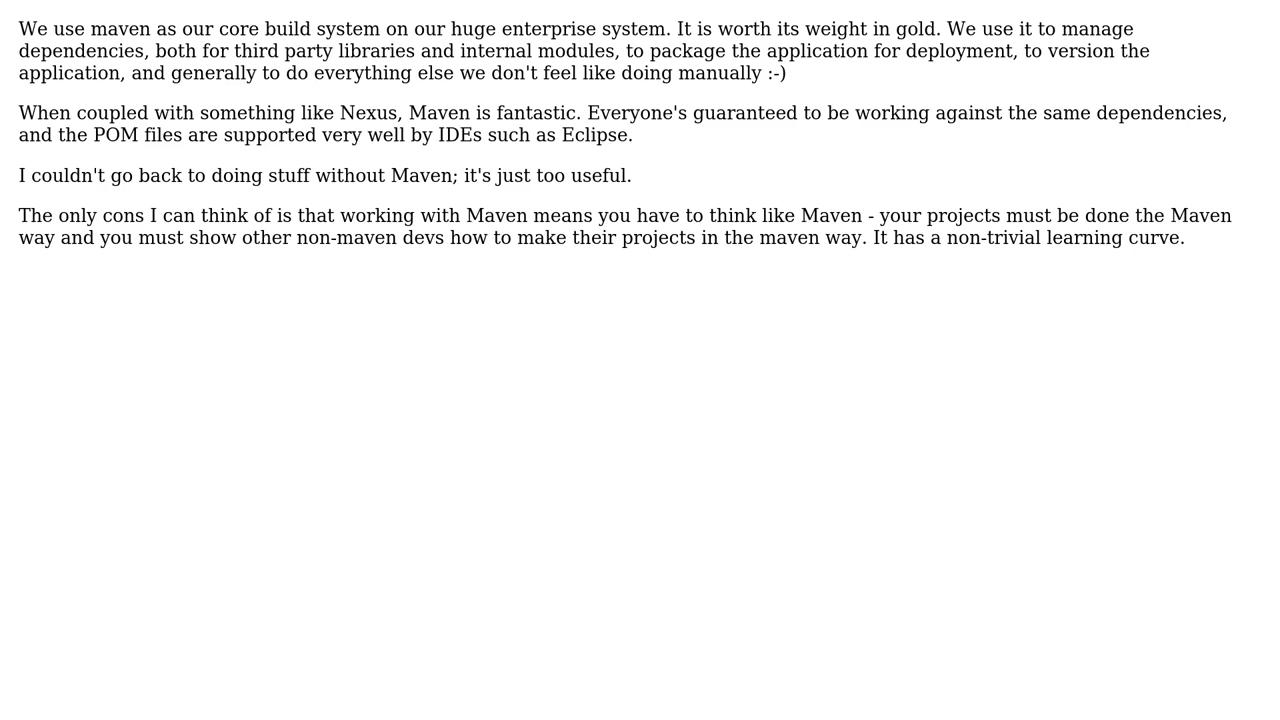 We use maven as our core build system on our huge enterprise system. It is worth its weight in gold. We use it to manage
dependencies, both for third party libraries and internal modules, to package the application for deployment, to version the
application, and generally to do everything else we don't feel like doing manually :-)
When coupled with something like Nexus, Maven is fantastic. Everyone's guaranteed to be working against the same dependencies,
and the POM files are supported very well by IDEs such as Eclipse.
I couldn't go back to doing stuff without Maven; it's just too useful.
The only cons I can think of is that working with Maven means you have to think like Maven - your projects must be done the Maven
way and you must show other non-maven devs how to make their projects in the maven way. It has a non-trivial learning curve.